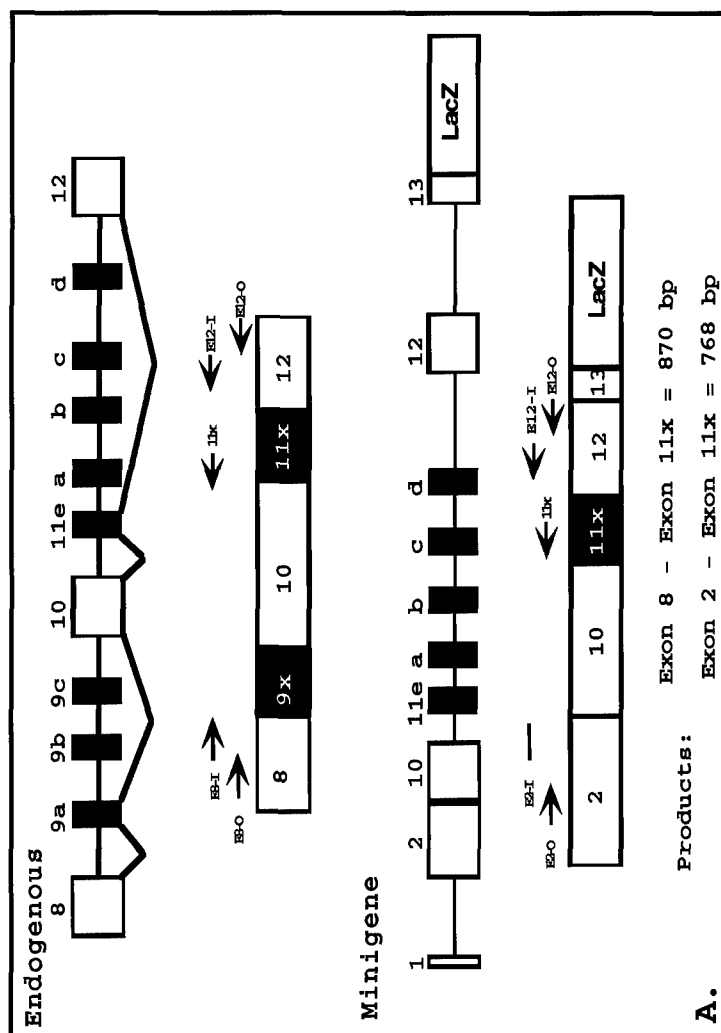 Endogenous
8 9a 9b 9c 10 11e a b c d 12
E8-I 11x E12-I
E8-O E12-O
8 9x 10 11x 12
Minigene
1 2 10 11e a b c d 12 13 LacZ
E2-I E12-I
E2-O 11x E12-O
2 10 11x 12 13 LacZ
Products: Exon 8 - Exon 11x = 870 bp
Exon 2 - Exon 11x = 768 bp
A.